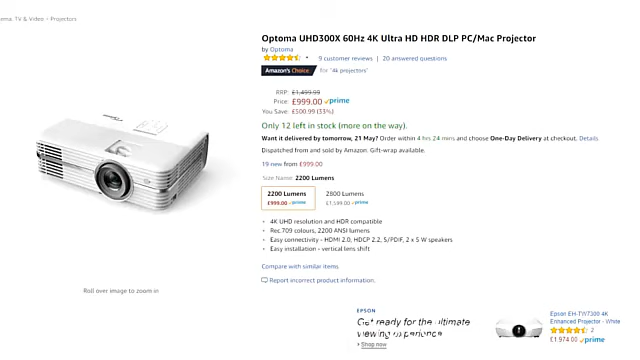 TV & Video › Projectors
Optoma UHD300X 60Hz 4K Ultra HD HDR DLP PC/Mac Projector
by Optoma
9 customer reviews | 20 answered questions
Amazon's Choice for "4k projectors"
RRP: £1,499.99
Price: £999.00 prime
You Save: £500.99 (33%)
Only 12 left in stock (more on the way).
Want it delivered by tomorrow, 21 May? Order within 4 hrs 24 mins and choose One-Day Delivery at checkout. Details
Dispatched from and sold by Amazon. Gift-wrap available.
19 new from £999.00
Size Name: 2200 Lumens
2200 Lumens 2800 Lumens
£999.00 prime £1,599.00 prime
• 4K UHD resolution and HDR compatible
• Rec.709 colours, 2200 ANSI lumens
• Easy connectivity - HDMI 2.0, HDCP 2.2, S/PDIF, 2 x 5 W speakers
• Easy installation - vertical lens shift
Compare with similar items
Report incorrect product information.
Roll over image to zoom in
EPSON
Get ready for the ultimate
viewing experience
› Shop now
Epson EH-TW7300 4K
Enhanced Projector - White
2
£1,974.00 prime